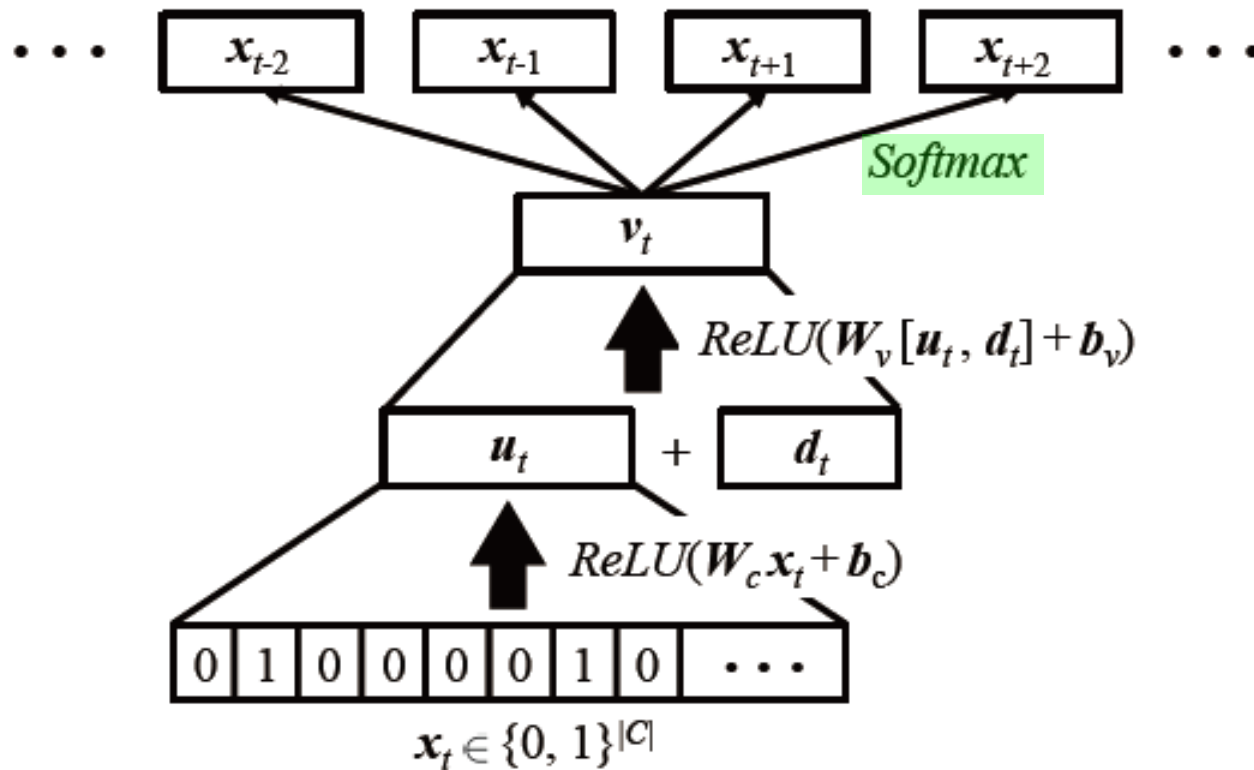 ··· x_{t-2} x_{t-1} x_{t+1} x_{t+2} ···
Softmax
v_t
ReLU(W_v [u_t, d_t] + b_v)
u_t + d_t
ReLU(W_c x_t + b_c)
0 1 0 0 0 0 1 0 ···
x_t ∈ {0, 1}^{|C|}